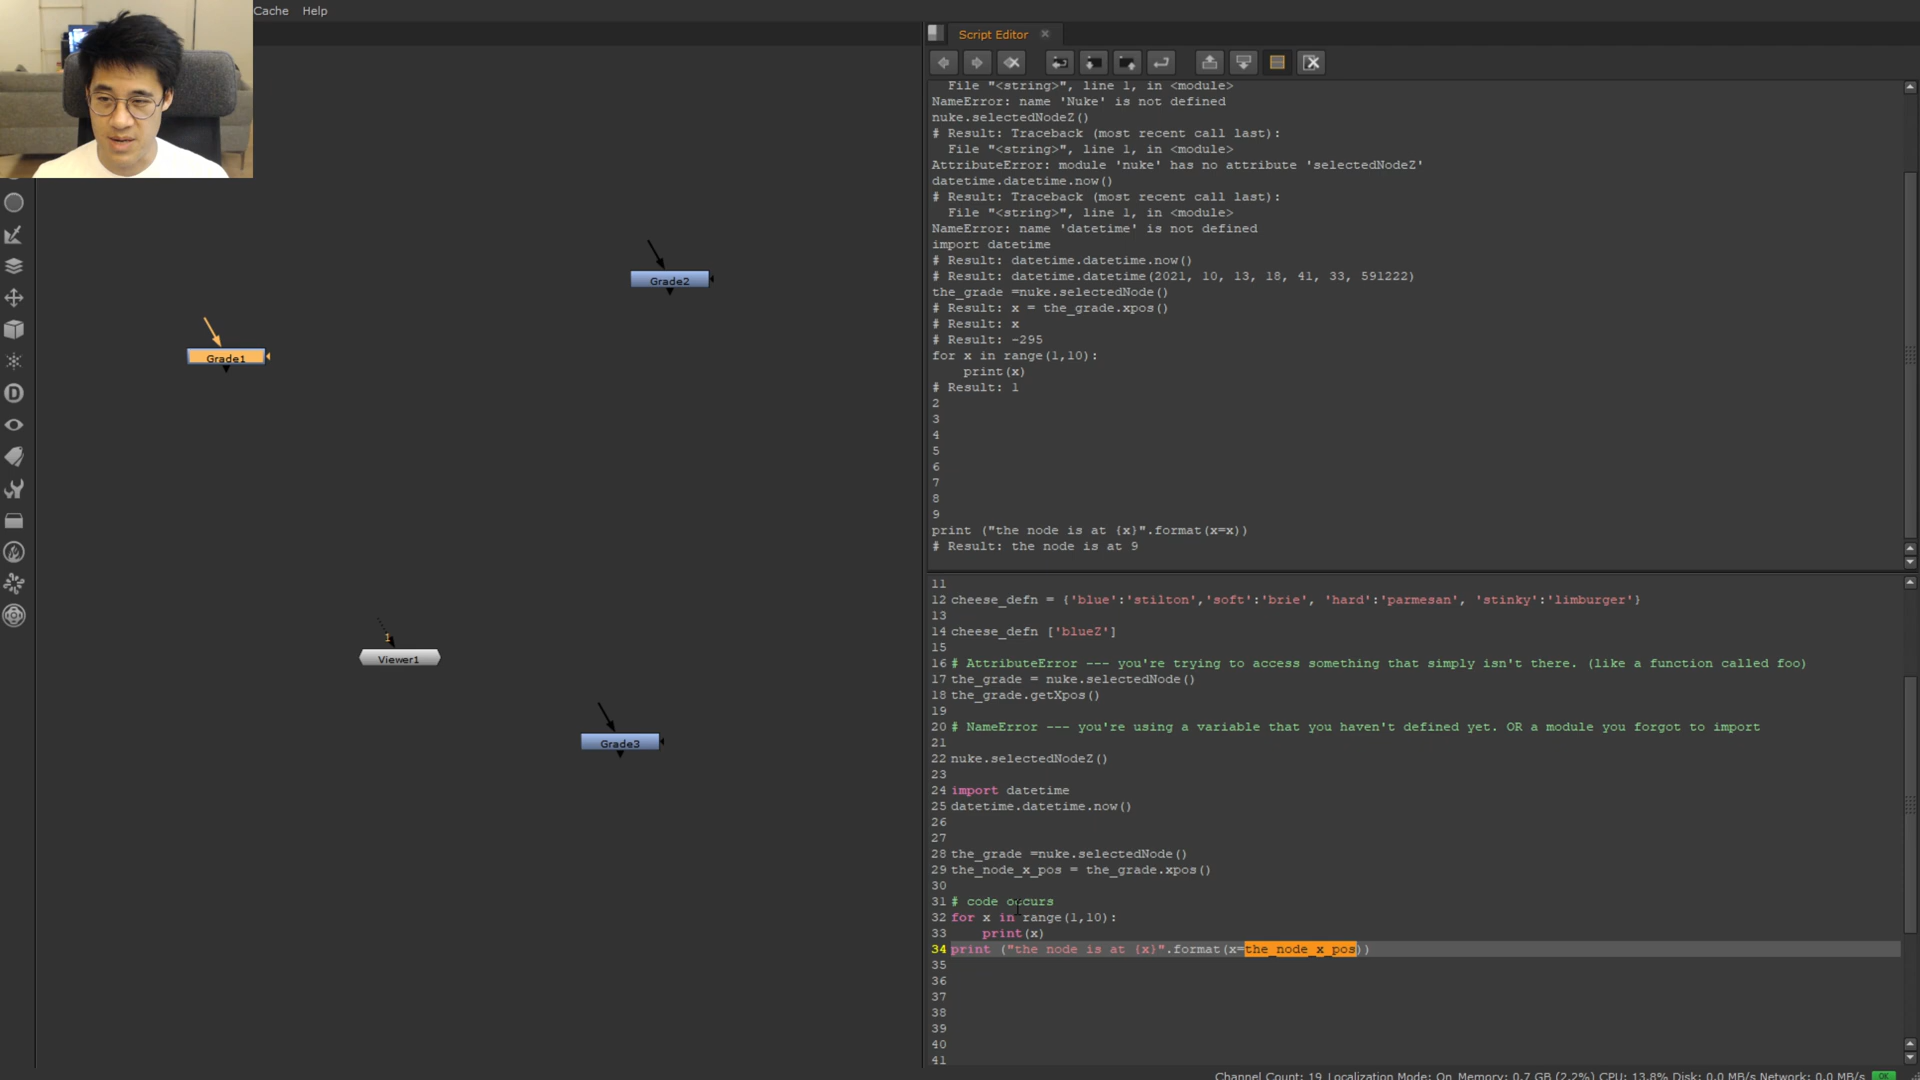 Cache Help
Script Editor
File "<string>", line 1, in <module>
NameError: name 'Nuke' is not defined
nuke.selectedNodeZ()
# Result: Traceback (most recent call last):
File "<string>", line 1, in <module>
AttributeError: module 'nuke' has no attribute 'selectedNodeZ'
datetime.datetime.now()
# Result: Traceback (most recent call last):
File "<string>", line 1, in <module>
NameError: name 'datetime' is not defined
import datetime
# Result: datetime.datetime.now()
# Result: datetime.datetime(2021, 10, 13, 18, 41, 33, 591222)
the_grade =nuke.selectedNode()
# Result: x = the_grade.xpos()
# Result: x
# Result: -295
for x in range(1,10):
    print(x)
# Result: 1
2
3
4
5
6
7
8
9
print ("the node is at {x}".format(x=x))
# Result: the node is at 9
Grade2
Grade1
1
Viewer1
Grade3
11
12 cheese_defn = {'blue':'stilton','soft':'brie', 'hard':'parmesan', 'stinky':'limburger'}
13
14 cheese_defn ['blueZ']
15
16 # AttributeError --- you're trying to access something that simply isn't there. (like a function called foo)
17 the_grade = nuke.selectedNode()
18 the_grade.getXpos()
19
20 # NameError --- you're using a variable that you haven't defined yet. OR a module you forgot to import
21
22 nuke.selectedNodeZ()
23
24 import datetime
25 datetime.datetime.now()
26
27
28 the_grade =nuke.selectedNode()
29 the_node_x_pos = the_grade.xpos()
30
31 # code occurs
32 for x in range(1,10):
33     print(x)
34 print ("the node is at {x}".format(x=the_node_x_pos))
35
36
37
38
39
40
41
Channel Count: 19 Localization Mode: On Memory: 0.7 GB (2.2%) CPU: 13.8% Disk: 0.0 MB/s Network: 0.0 MB/s OK